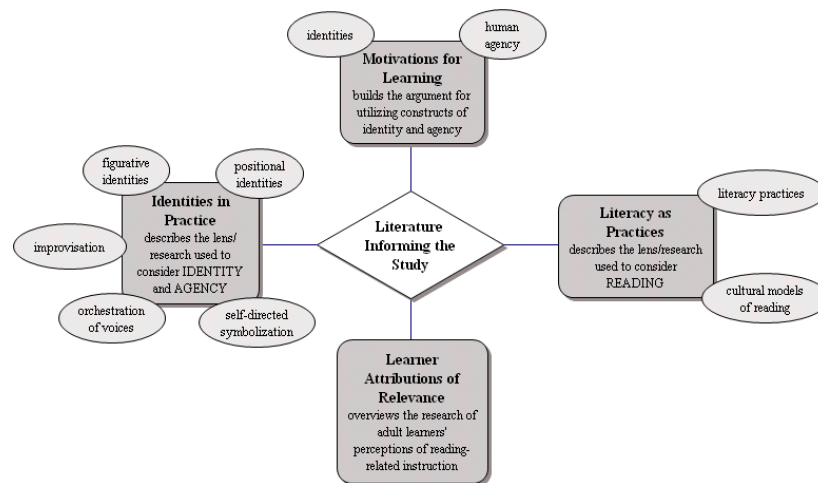 identities
human
agency
Motivations for
Learning
builds the argument for
utilizing constructs of
identity and agency
figurative
identities
positional
identities
Identities in
Practice
describes the lens/
research used to
consider IDENTITY
and AGENCY
improvisation
orchestration
of voices
self-directed
symbolization
Literature
Informing the
Study
literacy practices
Literacy as
Practices
describes the lens/research
used to consider
READING
cultural models
of reading
Learner
Attributions of
Relevance
overviews the research of
adult learners'
perceptions of reading-
related instruction